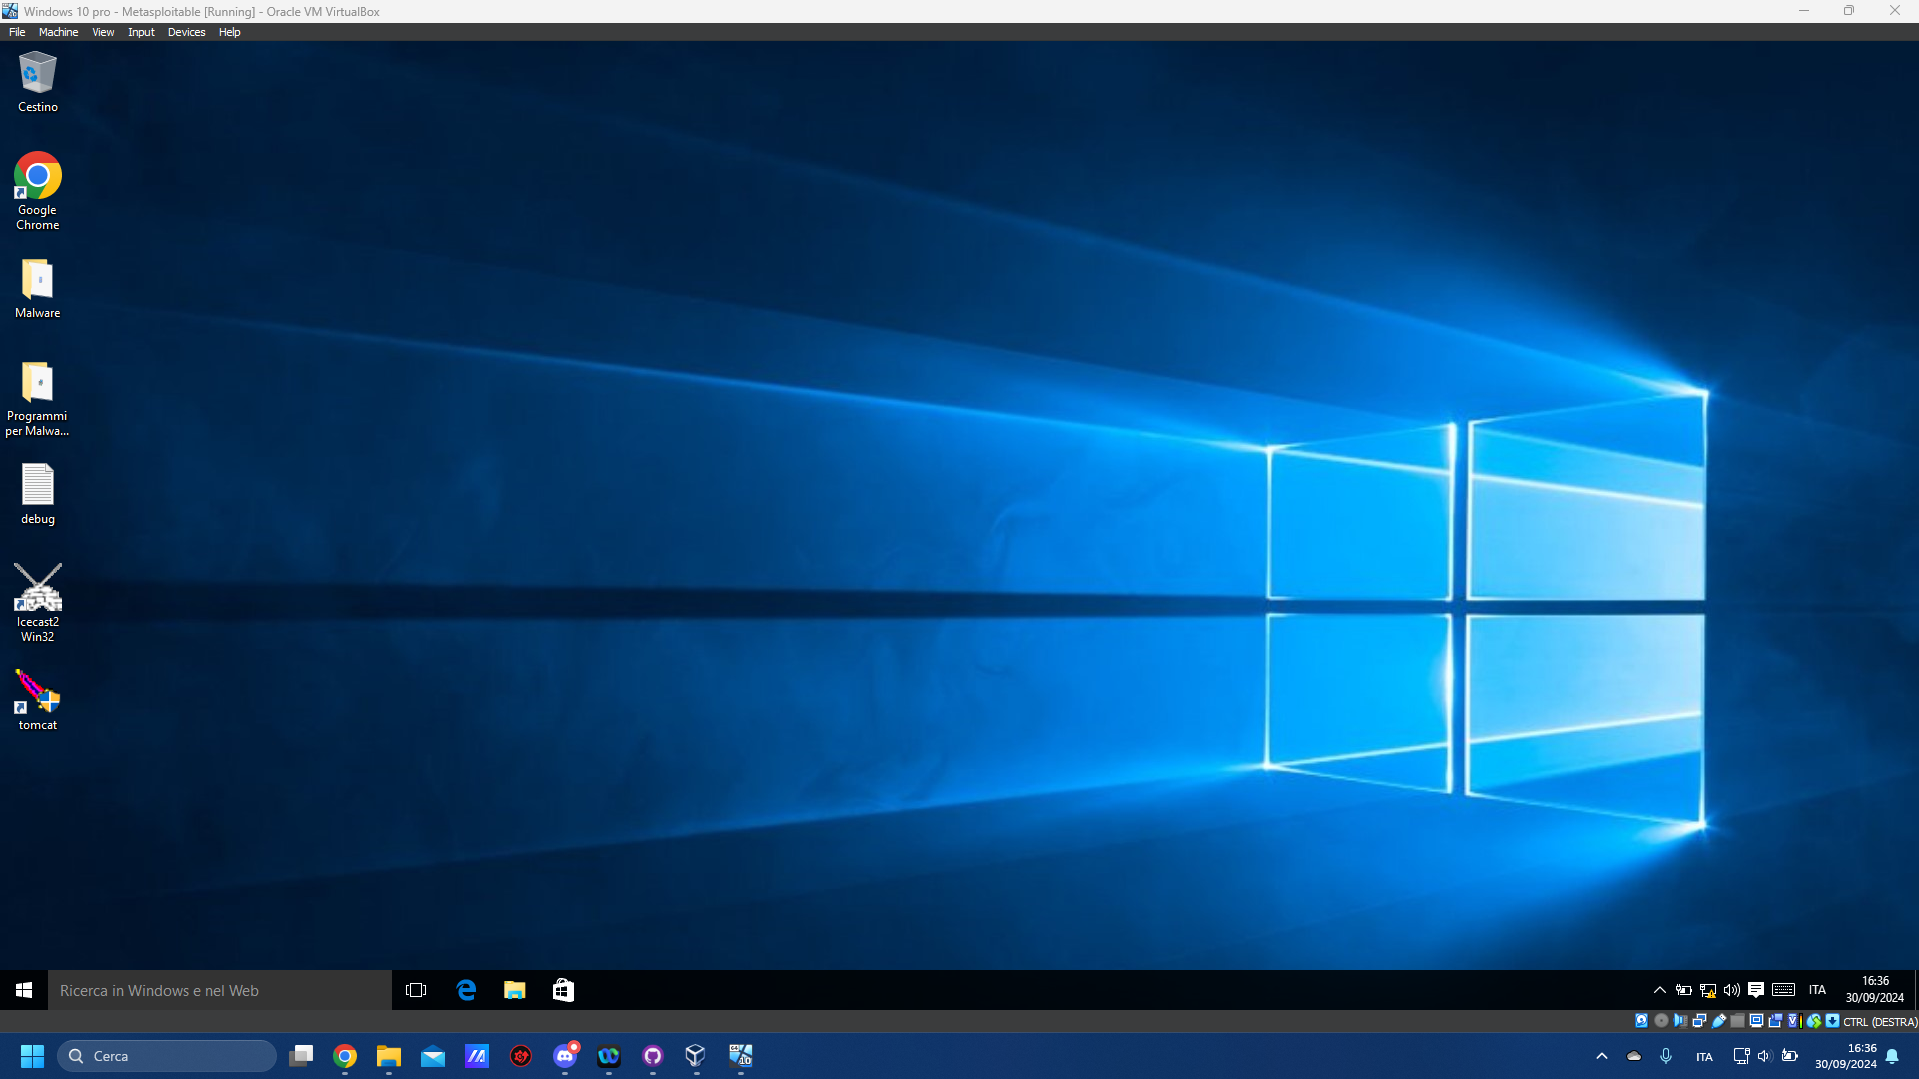 Windows 10 pro - Metasploitable [Running] - Oracle VM VirtualBox
File Machine View Input Devices Help
Cestino
Google
Chrome
Malware
Programmi
per Malwa...
debug
Icecast2
Win32
tomcat
Ricerca in Windows e nel Web
ITA
16:36
30/09/2024
CTRL (DESTRA)
Cerca
ITA
16:36
30/09/2024